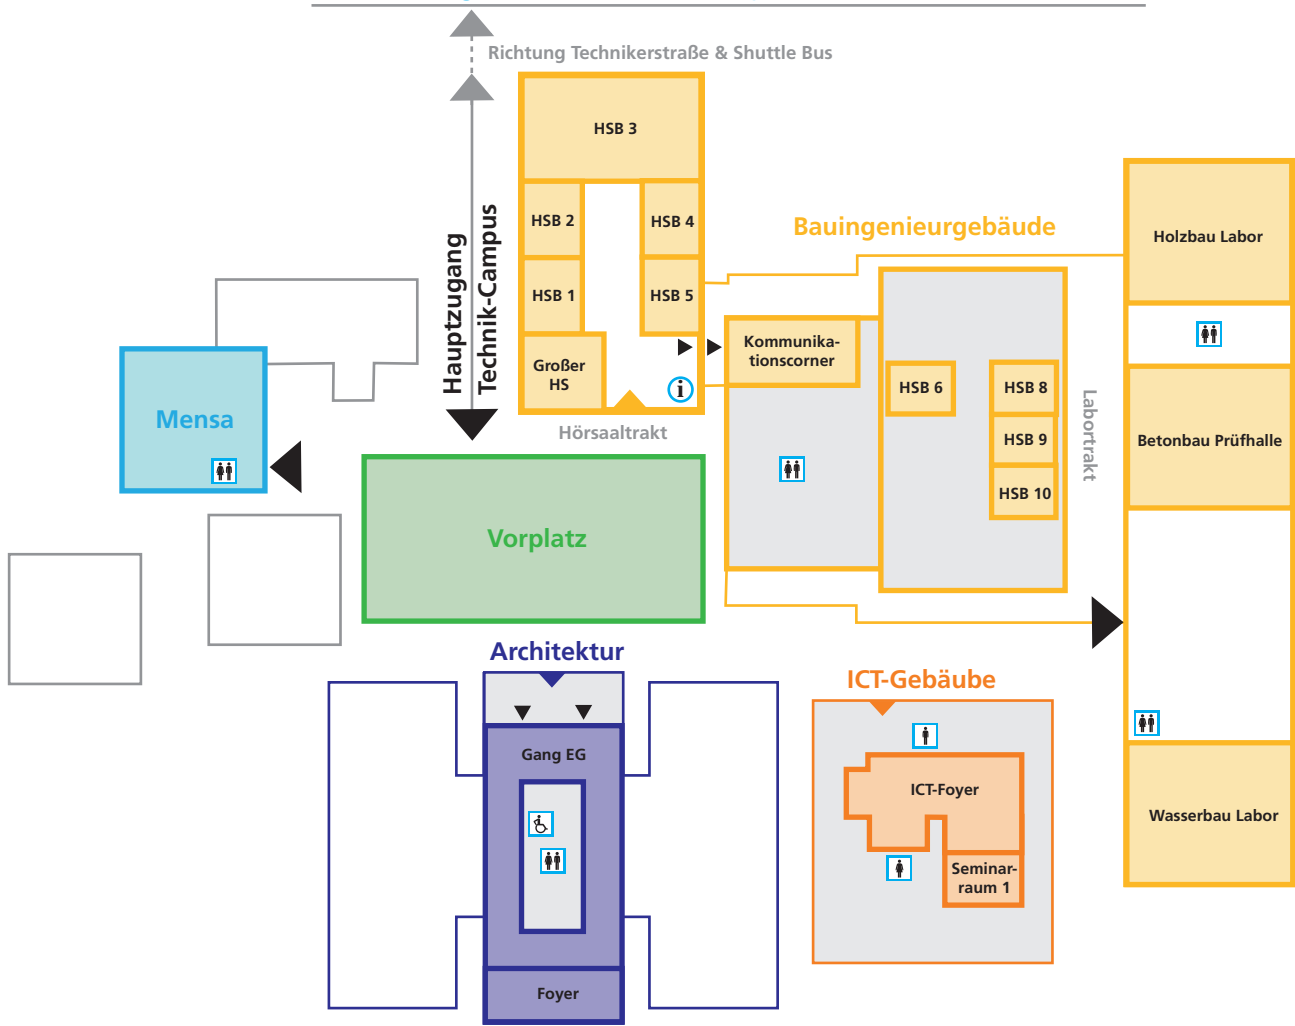 Richtung Technikerstraße & Shuttle Bus
HSB 3
HSB 2
HSB 4
HSB 1
HSB 5
Großer
HS
Hauptzugang
Technik-Campus
Hörsaaltrakt
i
Bauingenieurgebäude
Kommunika-
tionscorner
HSB 6
HSB 8
HSB 9
HSB 10
Labortrakt
Holzbau Labor
Betonbau Prüfhalle
Wasserbau Labor
Mensa
Vorplatz
Architektur
Gang EG
Foyer
ICT-Gebäube
ICT-Foyer
Seminar-
raum 1